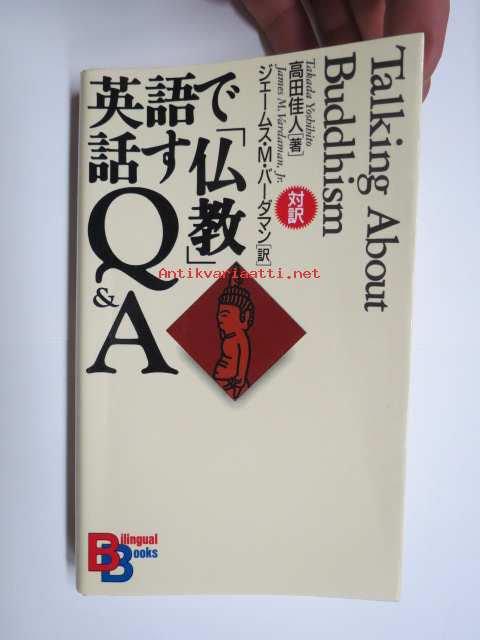 Talking About
Buddhism
Takada Yoshihito
高田佳人[著]
James M. Vardaman, Jr.
ジェームス・M・バーダマン[訳]
対訳
英語で
話す
「仏教」
Q&A
Antikvariaatti.net
Bilingual
Books